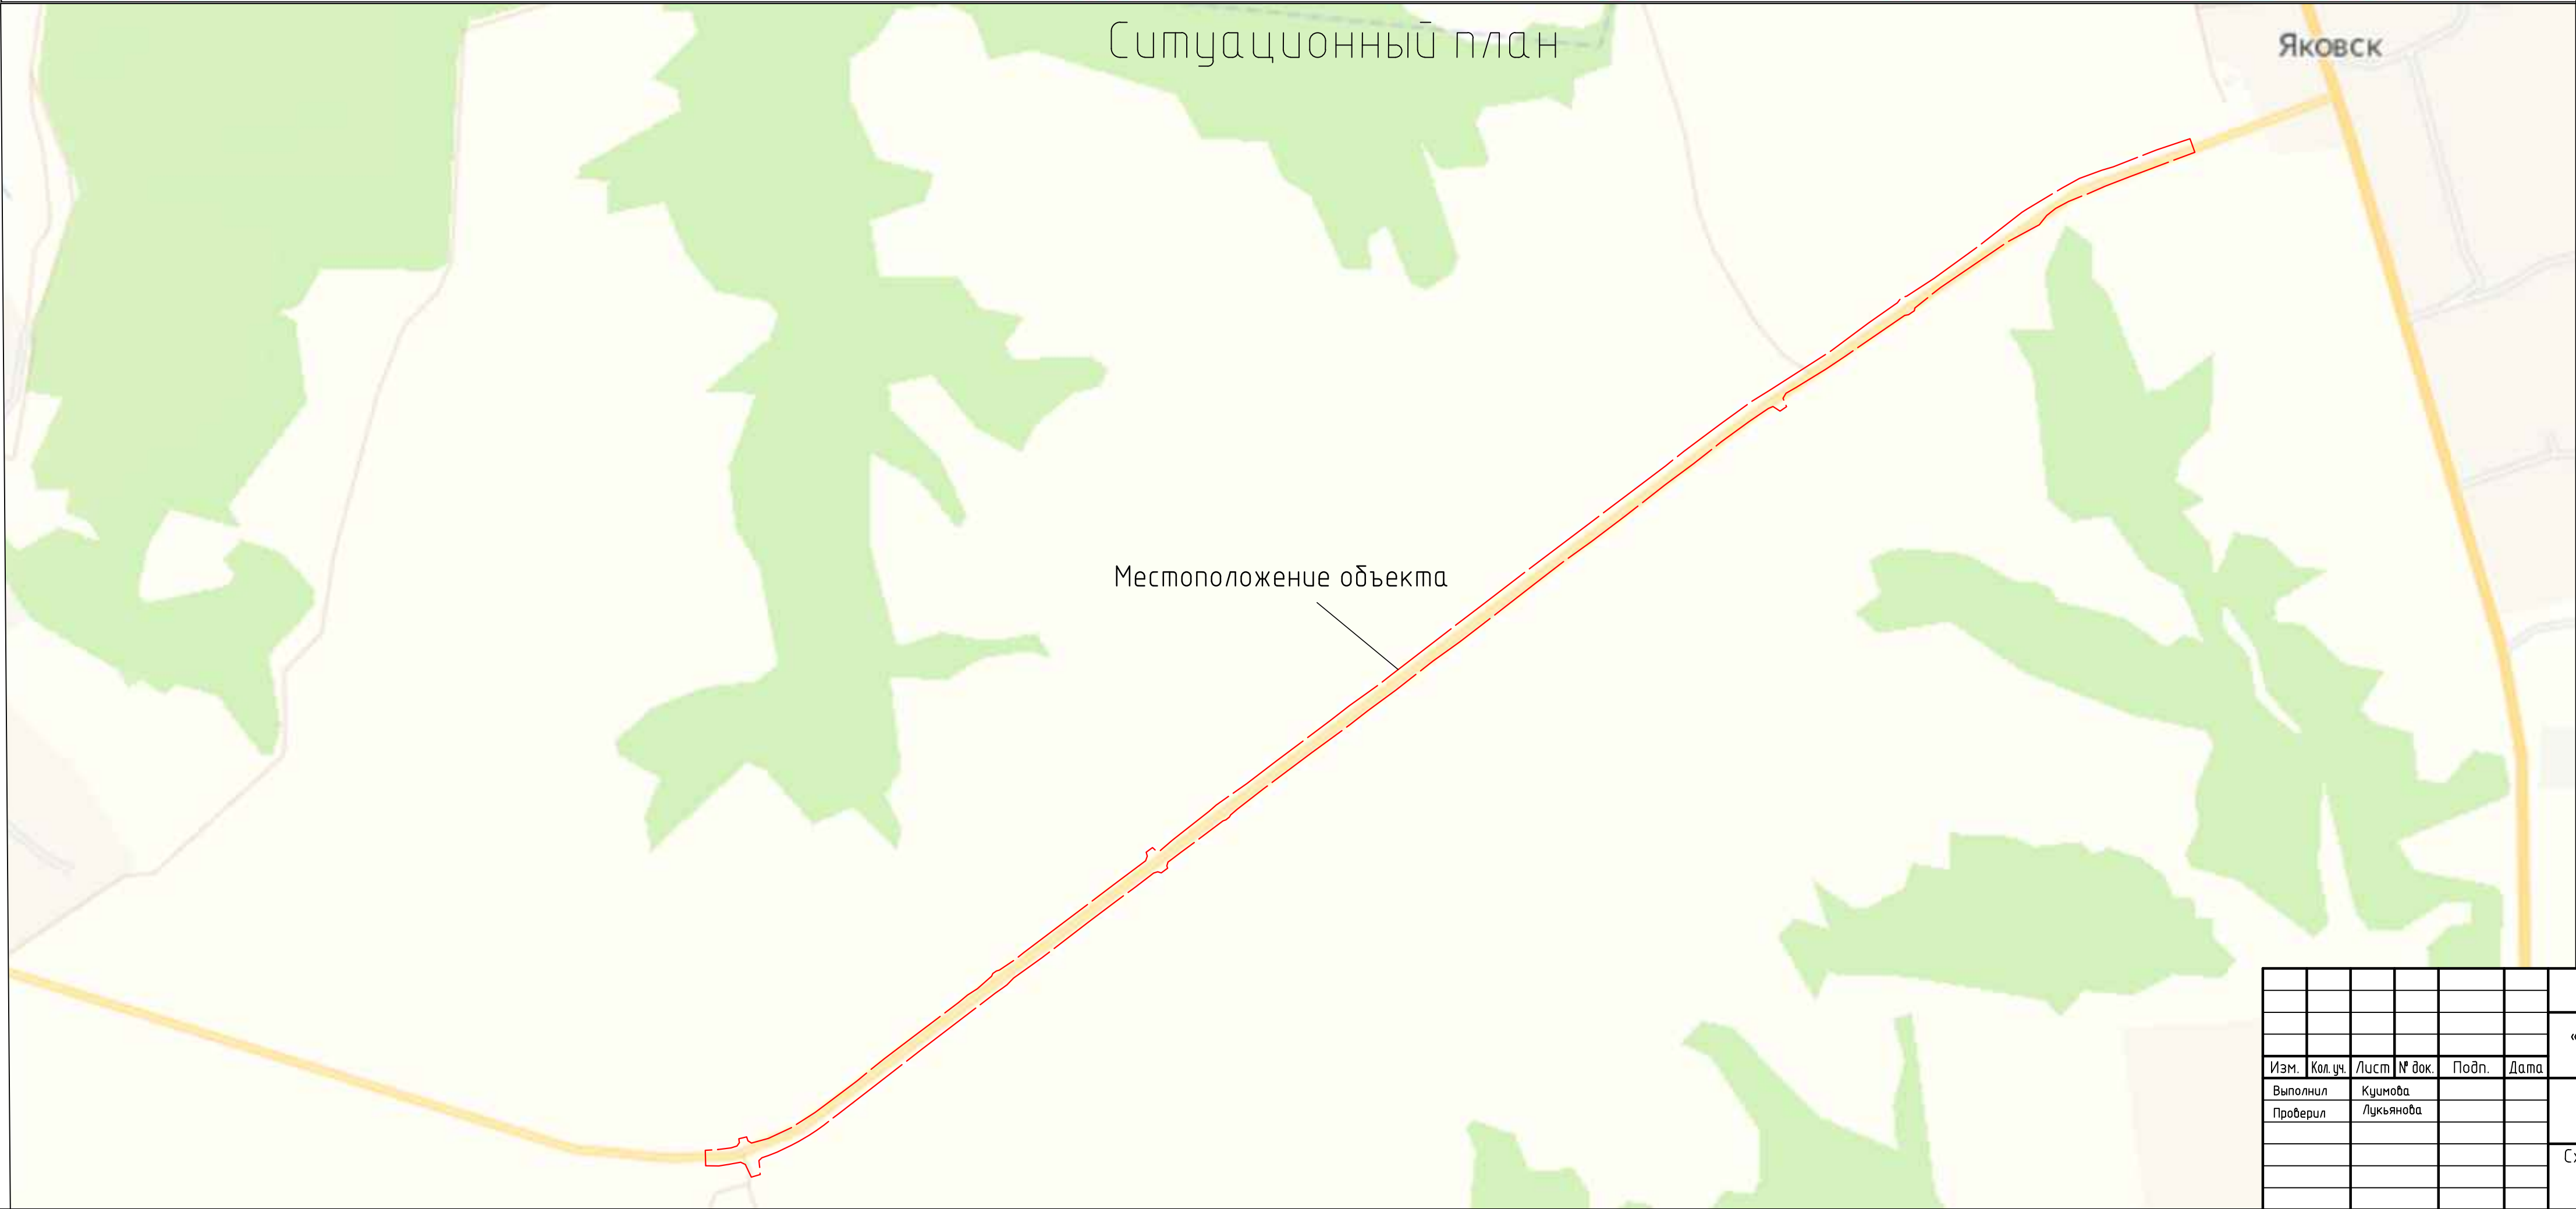 Ситуационный план
Яковск
Местоположение объекта
«
Изм. Кол. уч. Лист № док. Подп. Дата
Выполнил Куимова
Проверил Лукьянова